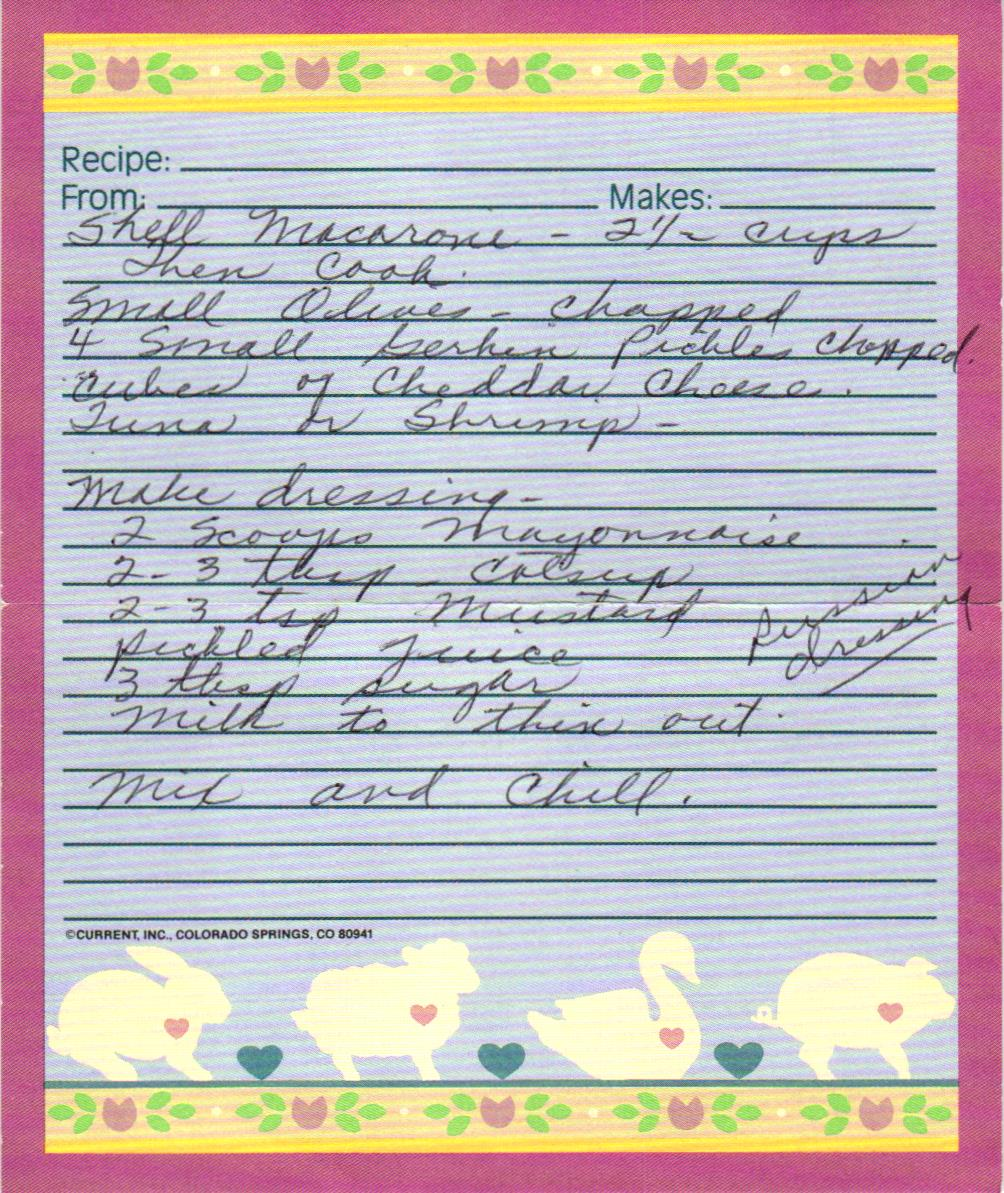 Recipe:
From: Makes:
Shell Macaroni - 2 1/2 cups
Then Cook.
Small Olives - chopped
4 Small Gerkin Pickles chopped.
cubes of Cheddar Cheese.
Tuna or Shrimp -
Make dressing -
2 Scoops Mayonnaise
2-3 tbsp - Catsup
2-3 tsp Mustard
Russian
dressing
pickled juice
3 tbsp sugar
Milk to thin out.
Mix and Chill.
©CURRENT, INC., COLORADO SPRINGS, CO 80941